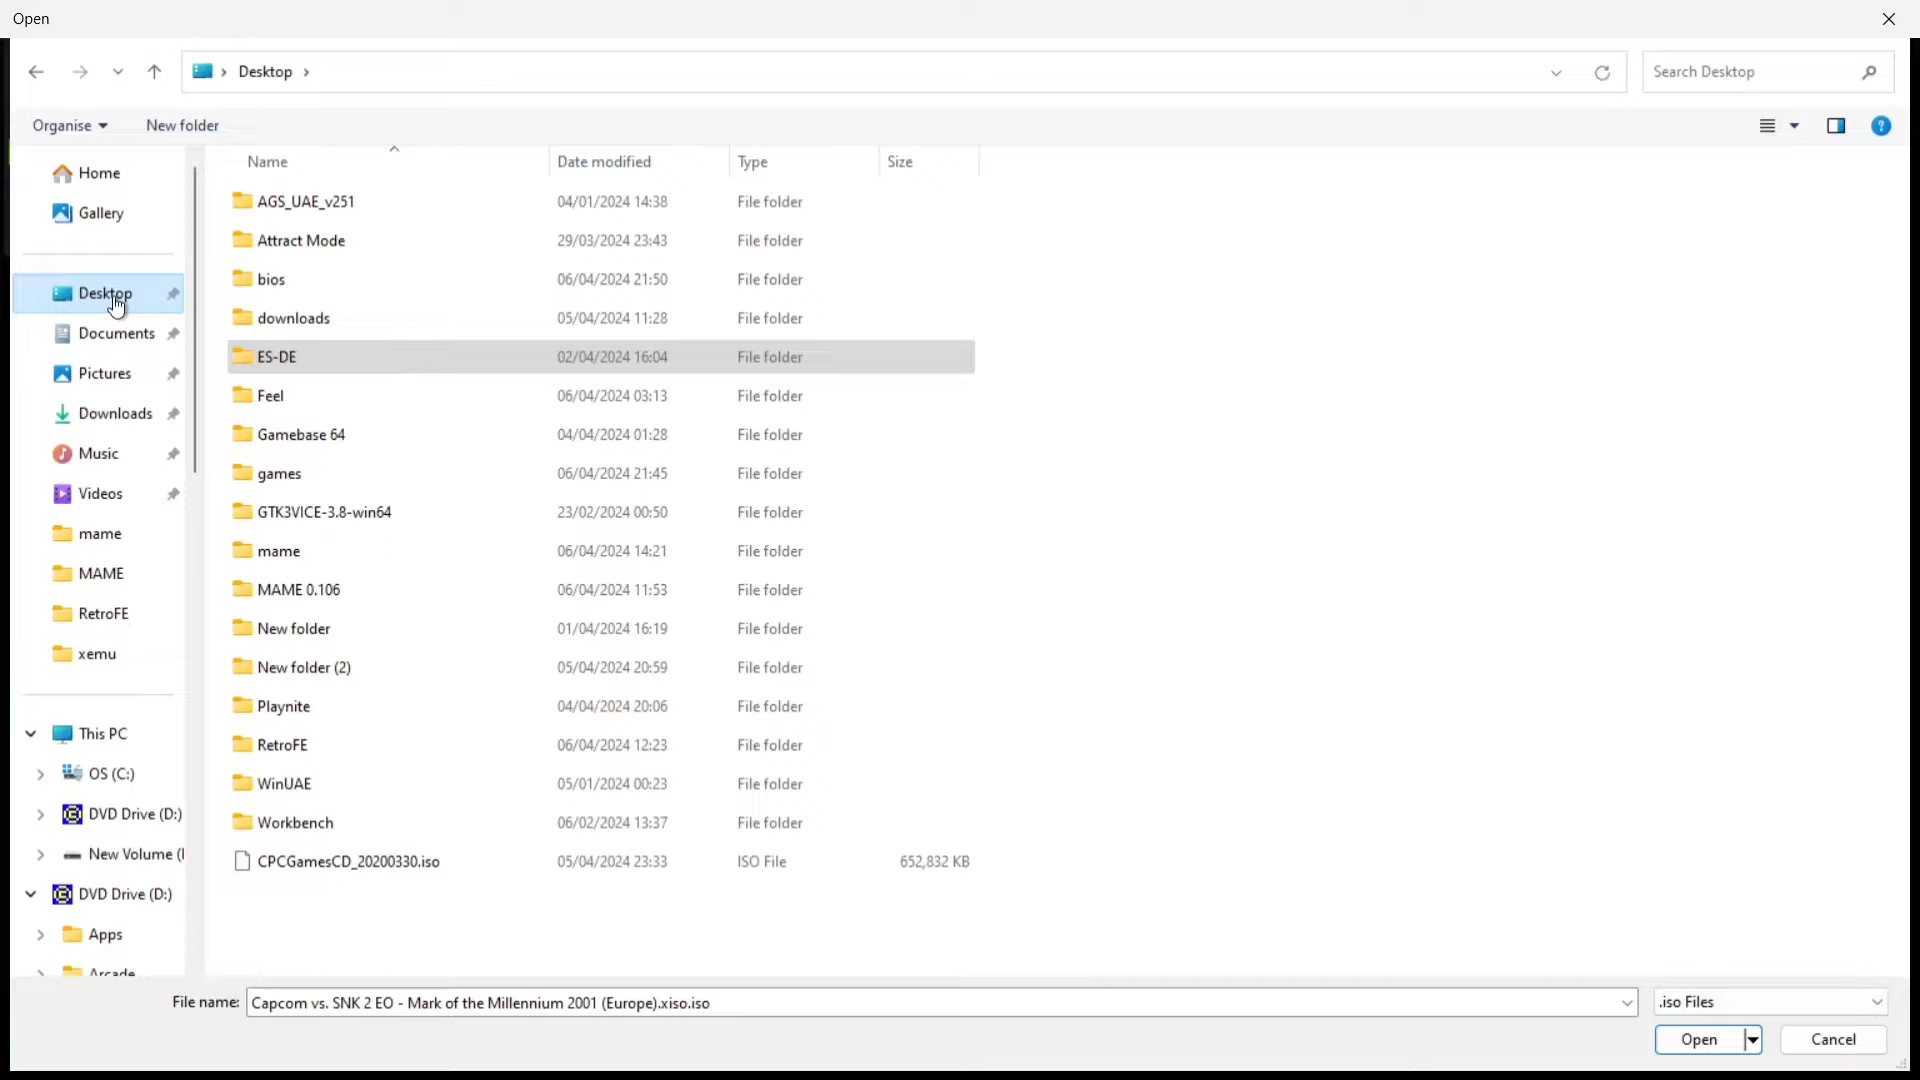 Open
Desktop
Search Desktop
Organise
New folder
Name
Date modified
Type
Size
Home
Gallery
Desktop
Documents
Pictures
Downloads
Music
Videos
mame
MAME
RetroFE
xemu
This PC
OS (C:)
DVD Drive (D:)
New Volume (
DVD Drive (D:)
Apps
Arcade
AGS_UAE_v251 04/01/2024 14:38 File folder
Attract Mode 29/03/2024 23:43 File folder
bios 06/04/2024 21:50 File folder
downloads 05/04/2024 11:28 File folder
ES-DE 02/04/2024 16:04 File folder
Feel 06/04/2024 03:13 File folder
Gamebase 64 04/04/2024 01:28 File folder
games 06/04/2024 21:45 File folder
GTK3VICE-3.8-win64 23/02/2024 00:50 File folder
mame 06/04/2024 14:21 File folder
MAME 0.106 06/04/2024 11:53 File folder
New folder 01/04/2024 16:19 File folder
New folder (2) 05/04/2024 20:59 File folder
Playnite 04/04/2024 20:06 File folder
RetroFE 06/04/2024 12:23 File folder
WinUAE 05/01/2024 00:23 File folder
Workbench 06/02/2024 13:37 File folder
CPCGamesCD_20200330.iso 05/04/2024 23:33 ISO File 652,832 KB
File name: Capcom vs. SNK 2 EO - Mark of the Millennium 2001 (Europe).xiso.iso
.iso Files
Open
Cancel